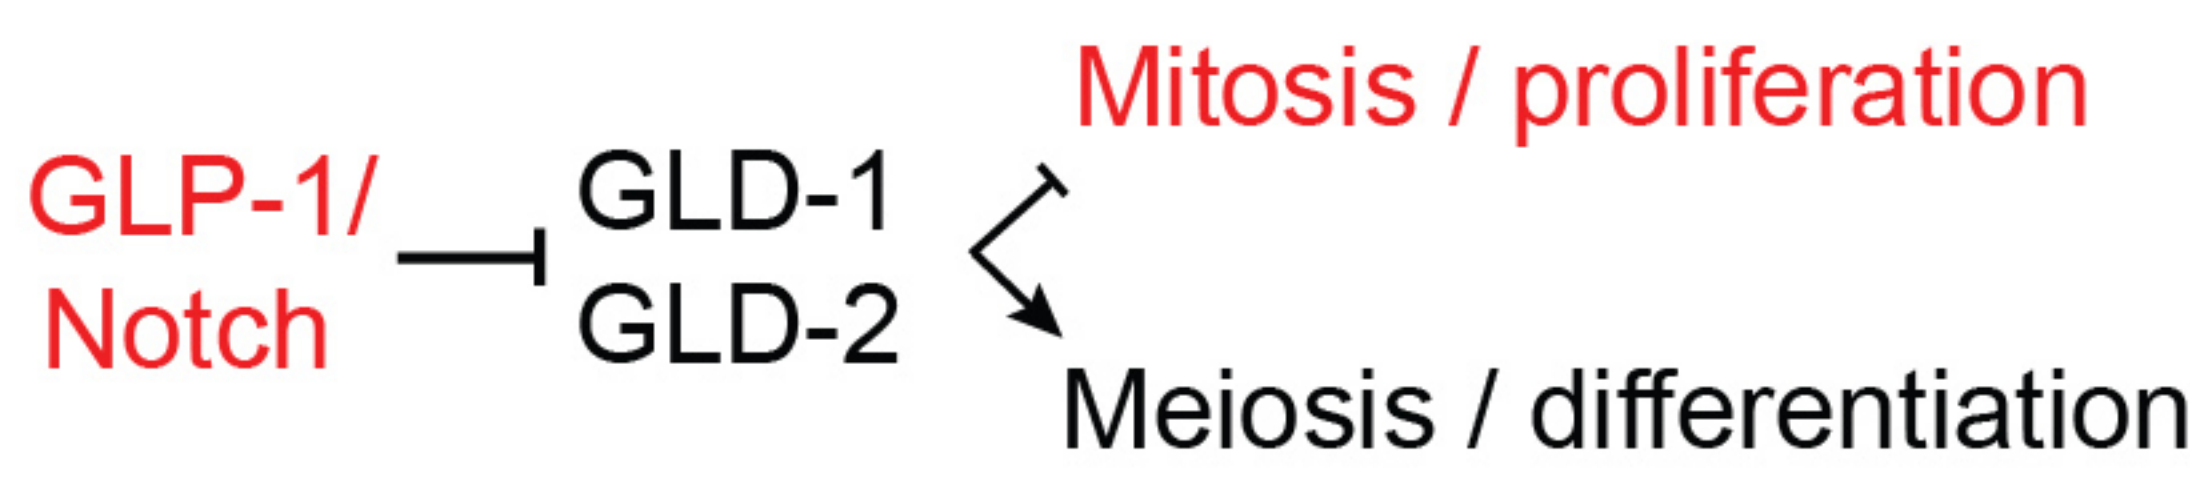 Mitosis / proliferation
GLP-1/
Notch
GLD-1
GLD-2
Meiosis / differentiation